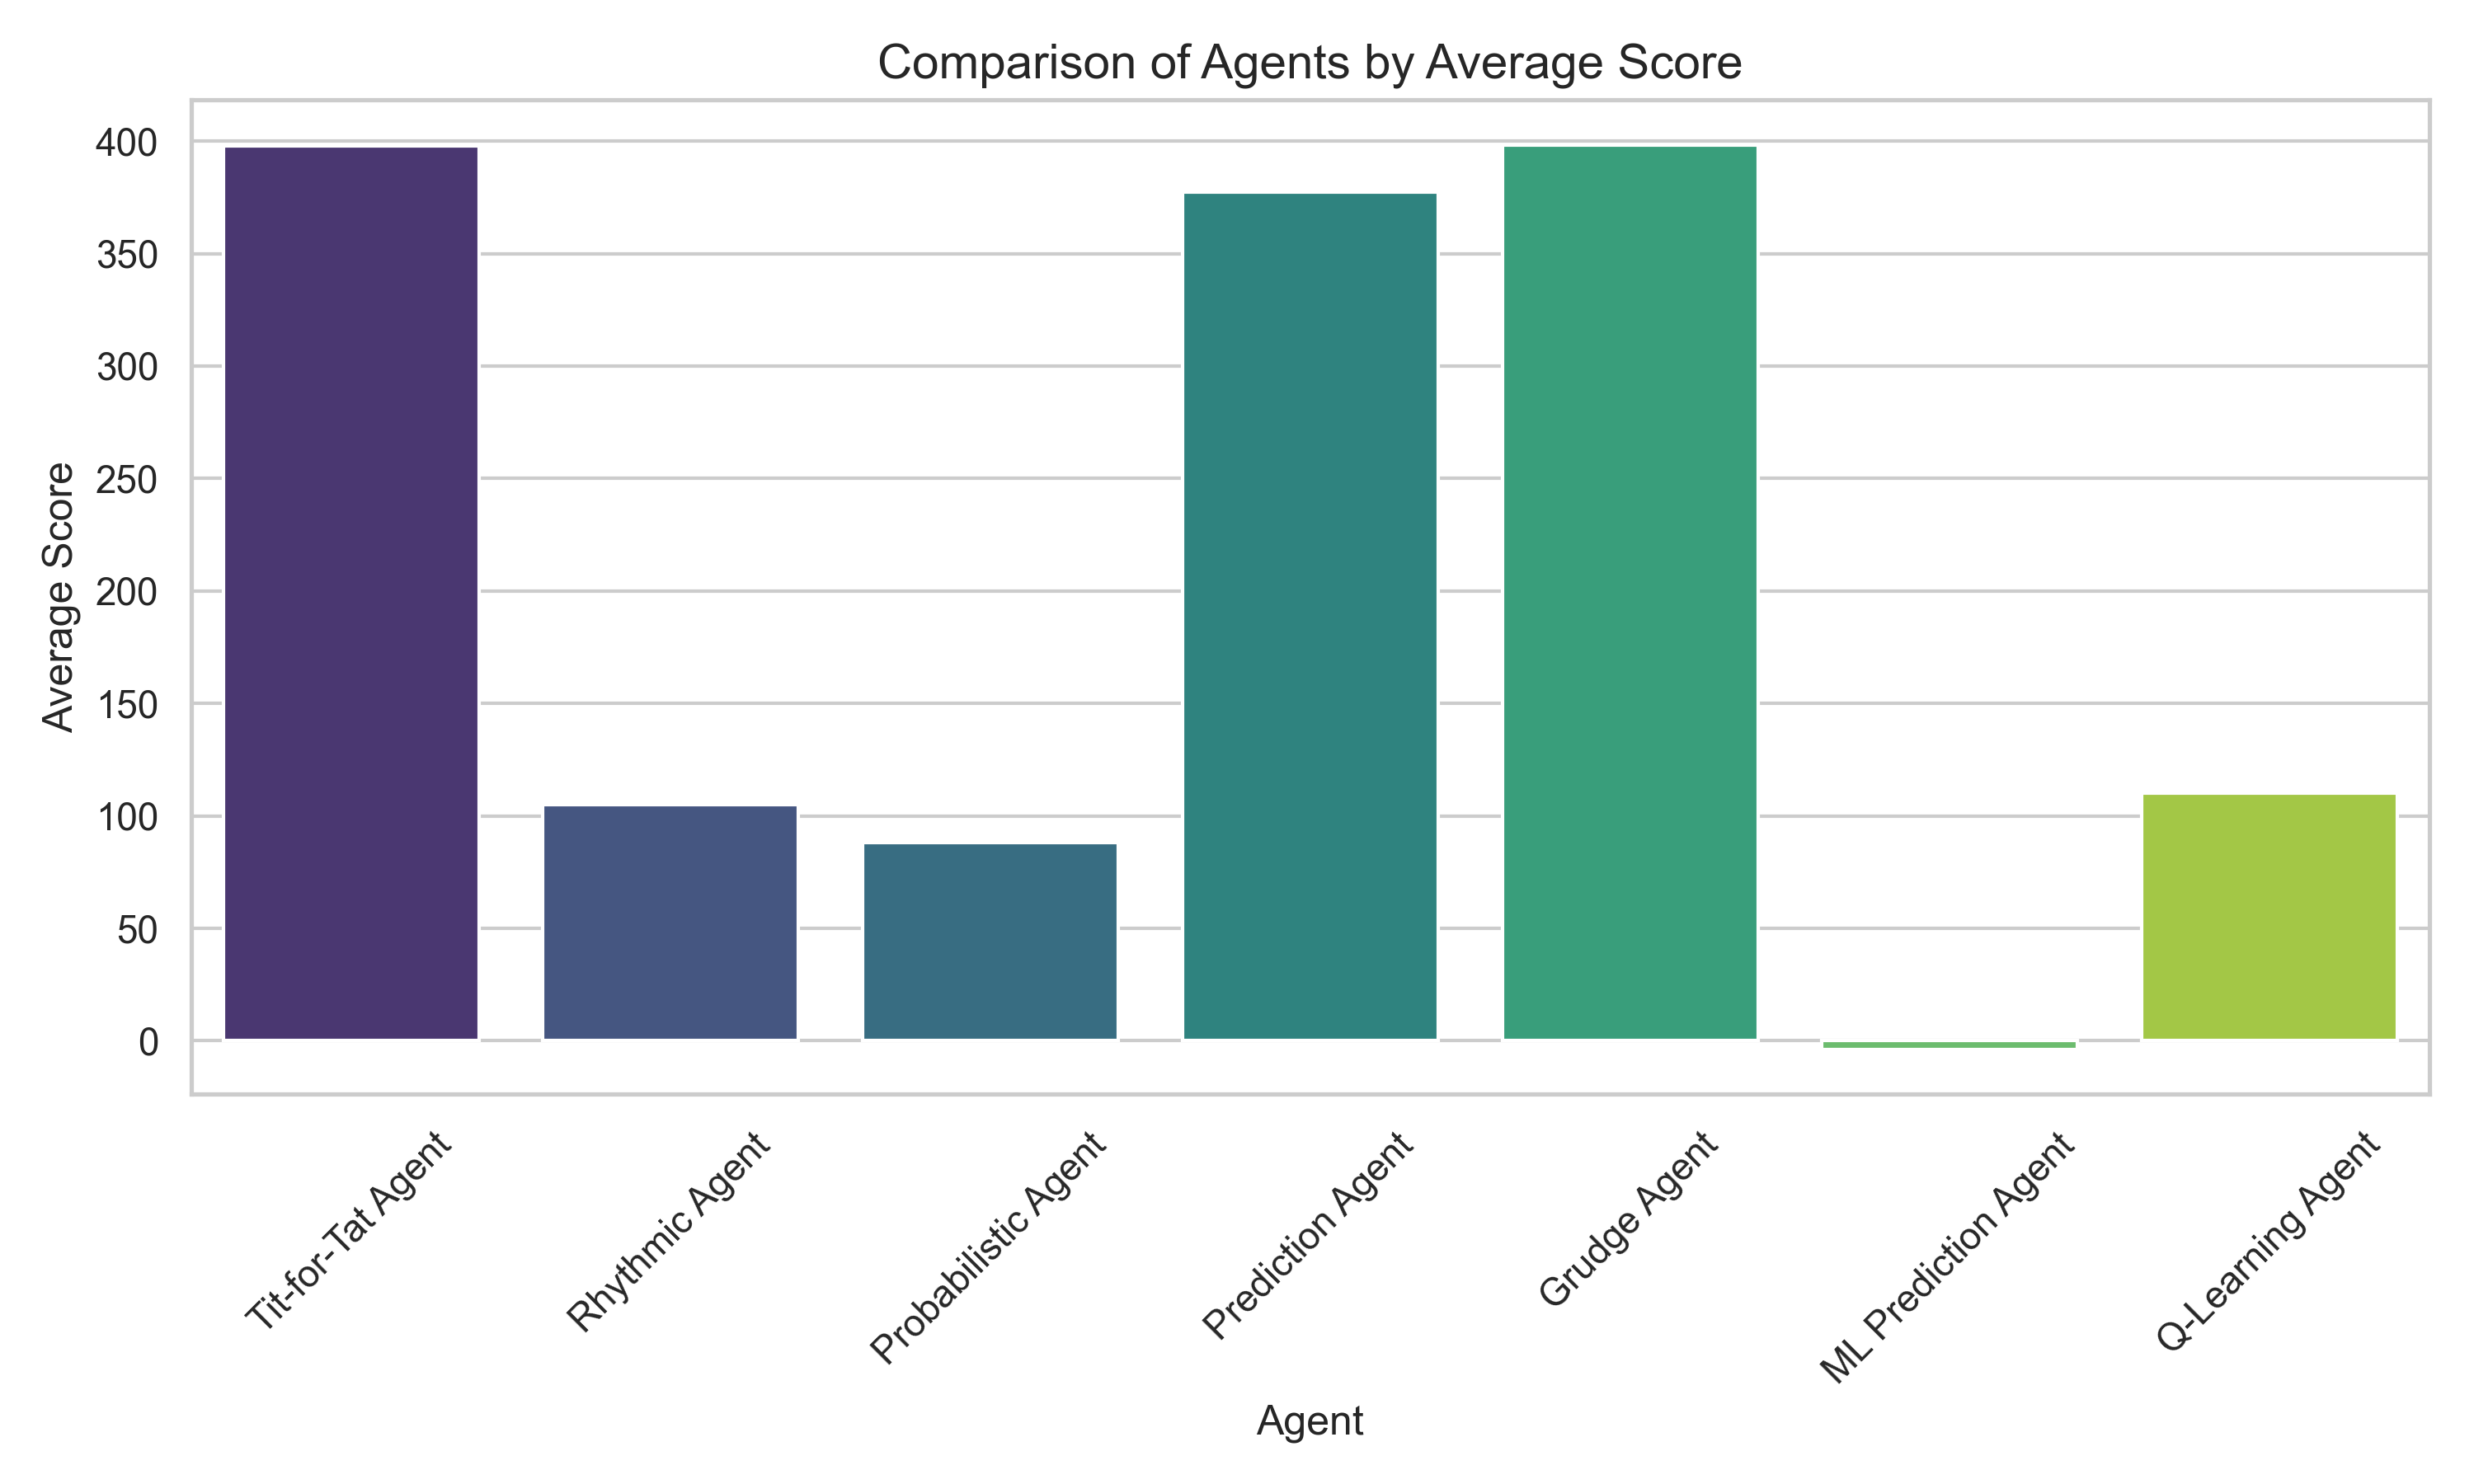 Comparison of Agents by Average Score
Average Score
400
350
300
250
200
150
100
50
0
Tit-for-Tat Agent
Rhythmic Agent
Probabilistic Agent
Prediction Agent
Grudge Agent
ML Prediction Agent
Q-Learning Agent
Agent